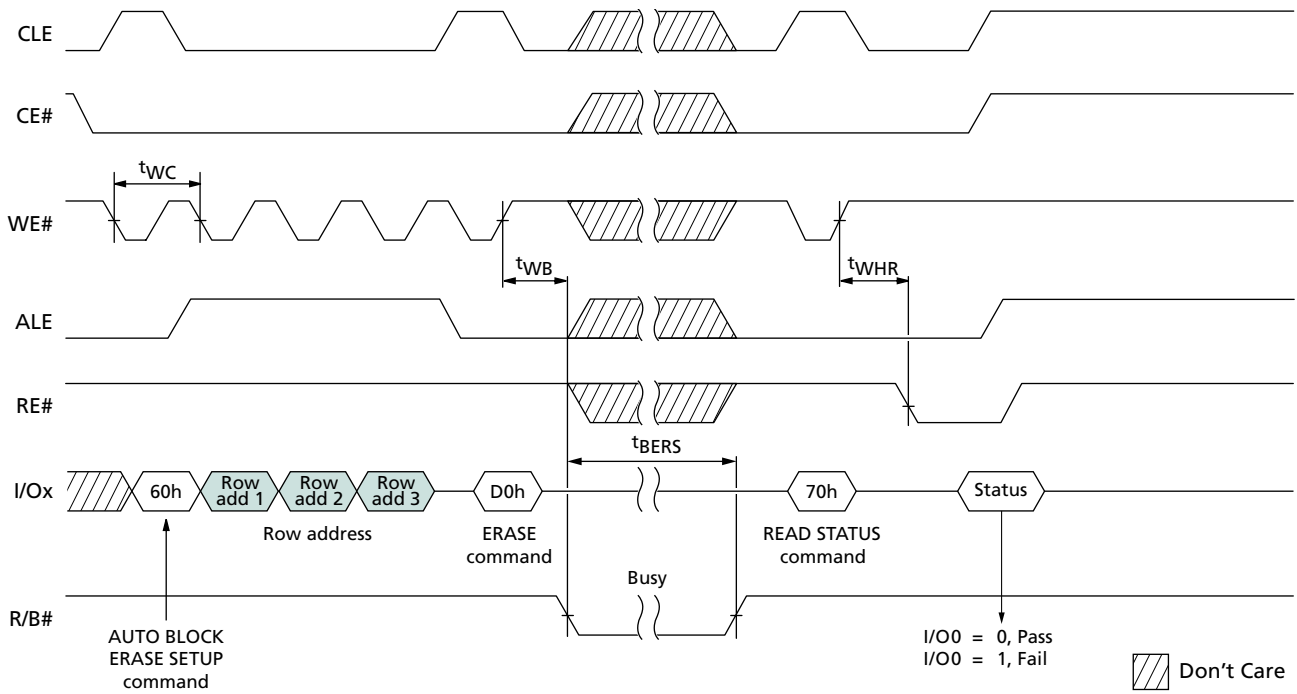 CLE
CE#
tWC
WE#
tWB
tWHR
ALE
RE#
tBERS
I/Ox
60h
Row
add 1
Row
add 2
Row
add 3
D0h
70h
Status
Row address
ERASE
command
READ STATUS
command
Busy
R/B#
AUTO BLOCK
ERASE SETUP
command
I/O0 = 0, Pass
I/O0 = 1, Fail
Don't Care